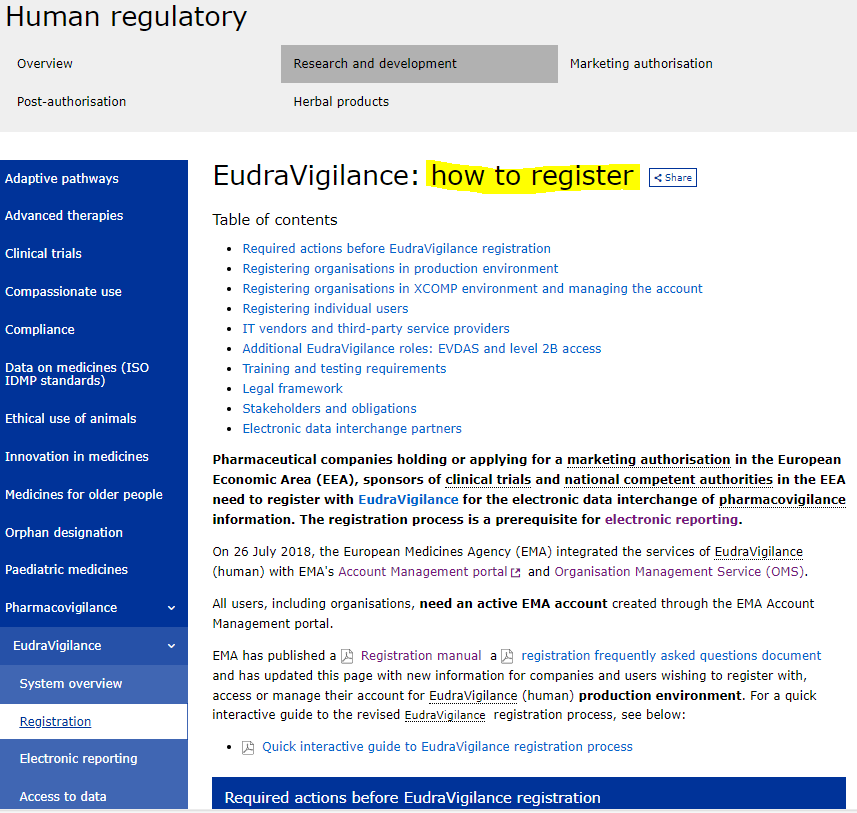 Human regulatory
Overview
Research and development
Marketing authorisation
Post-authorisation
Herbal products
Adaptive pathways
Advanced therapies
Clinical trials
Compassionate use
Compliance
Data on medicines (ISO
IDMP standards)
Ethical use of animals
Innovation in medicines
Medicines for older people
Orphan designation
Paediatric medicines
Pharmacovigilance
EudraVigilance
System overview
Registration
Electronic reporting
Access to data
EudraVigilance: how to register
Share
Table of contents
Required actions before EudraVigilance registration
Registering organisations in production environment
Registering organisations in XCOMP environment and managing the account
Registering individual users
IT vendors and third-party service providers
Additional EudraVigilance roles: EVDAS and level 2B access
Training and testing requirements
Legal framework
Stakeholders and obligations
Electronic data interchange partners
Pharmaceutical companies holding or applying for a marketing authorisation in the European
Economic Area (EEA), sponsors of clinical trials and national competent authorities in the EEA
need to register with EudraVigilance for the electronic data interchange of pharmacovigilance
information. The registration process is a prerequisite for electronic reporting.
On 26 July 2018, the European Medicines Agency (EMA) integrated the services of EudraVigilance
(human) with EMA's Account Management portal and Organisation Management Service (OMS).
All users, including organisations, need an active EMA account created through the EMA Account
Management portal.
EMA has published a Registration manual a registration frequently asked questions document
and has updated this page with new information for companies and users wishing to register with,
access or manage their account for EudraVigilance (human) production environment. For a quick
interactive guide to the revised EudraVigilance registration process, see below:
Quick interactive guide to EudraVigilance registration process
Required actions before EudraVigilance registration